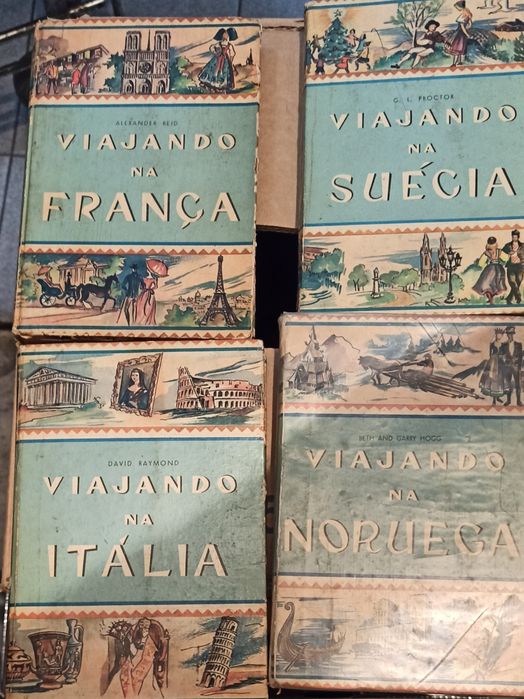 ALEXANDER REID
VIAJANDO
NA
FRANÇA
G. L. PROCTOR
VIAJANDO
NA
SUÉCIA
DAVID RAYMOND
VIAJANDO
NA
ITÁLIA
BETH AND GARRY HOGG
VIAJANDO
NA
NORUEGA